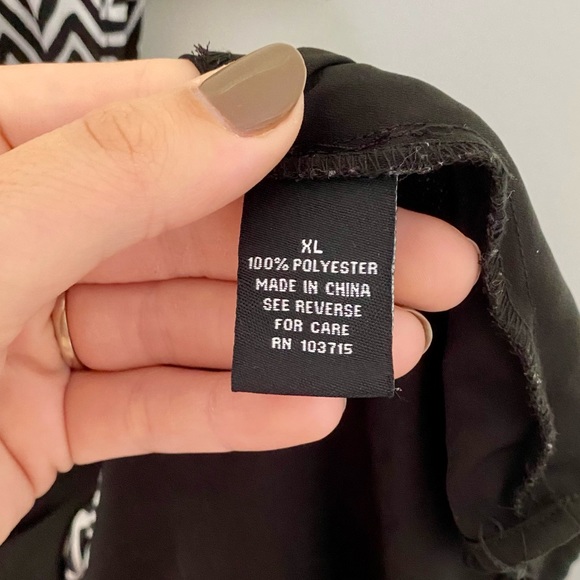 XL
100% POLYESTER
MADE IN CHINA
SEE REVERSE
FOR CARE
RN 103715